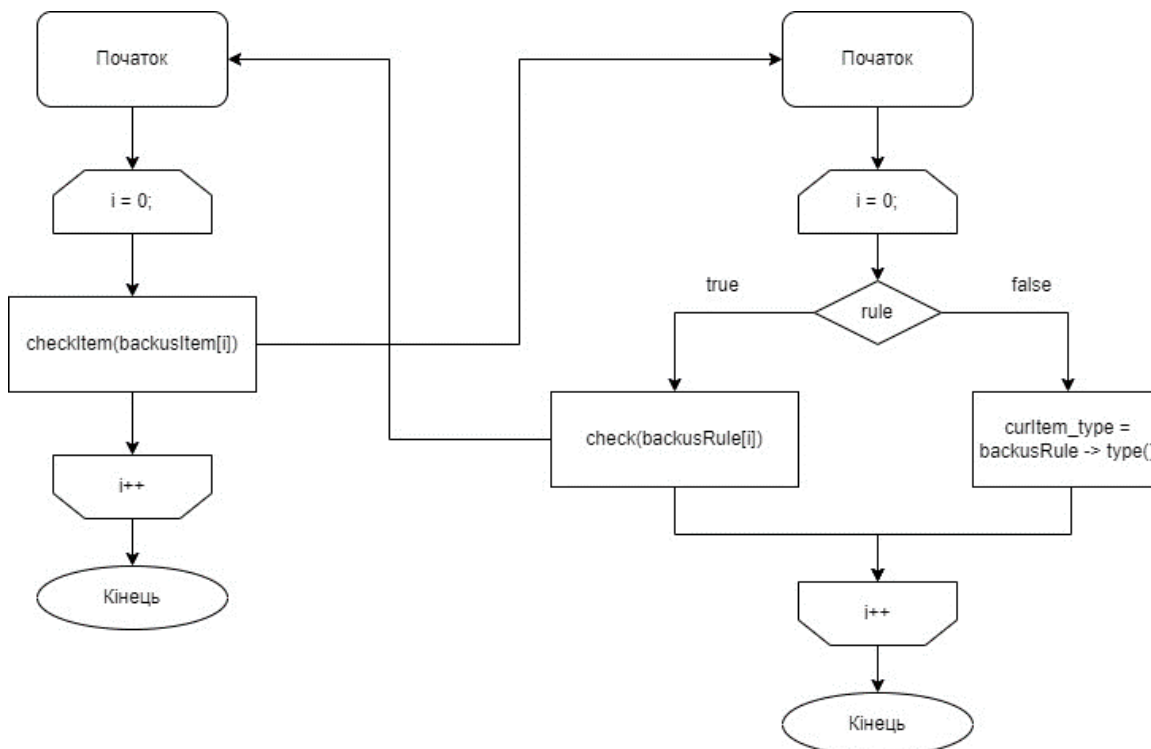 Початок
i = 0;
checkItem(backusItem[i])
i++
Кінець
Початок
i = 0;
true
false
rule
check(backusRule[i])
curItem_type =
backusRule -> type()
i++
Кінець